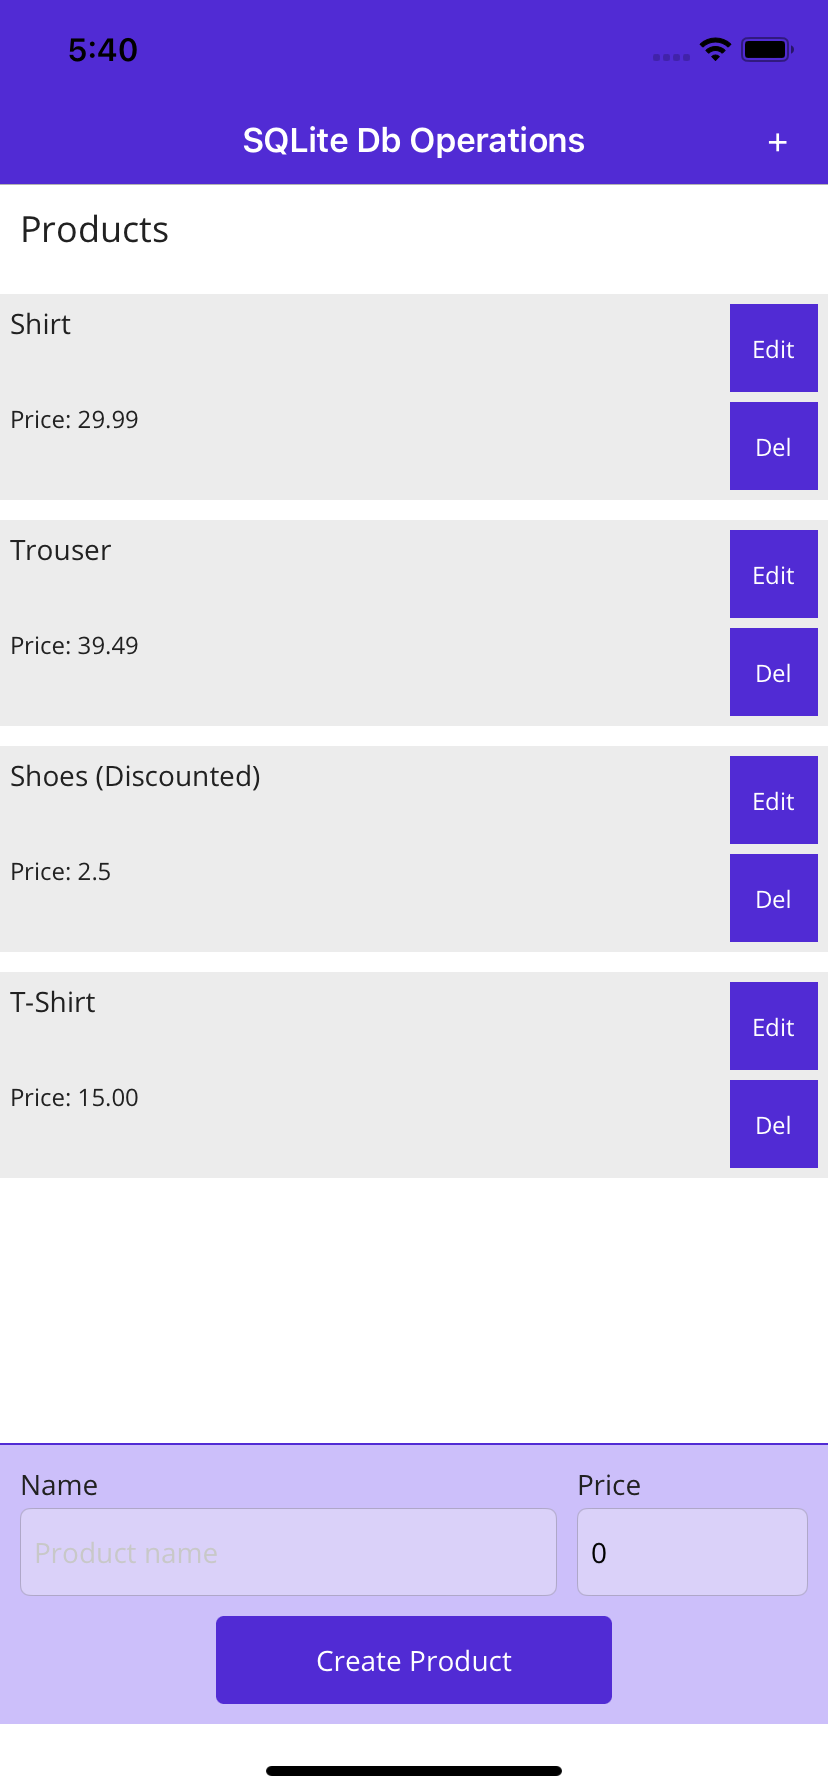 5:40
SQLite Db Operations +
Products
Shirt
Edit
Price: 29.99
Del
Trouser
Edit
Price: 39.49
Del
Shoes (Discounted)
Edit
Price: 2.5
Del
T-Shirt
Edit
Price: 15.00
Del
Name Price
Product name 0
Create Product